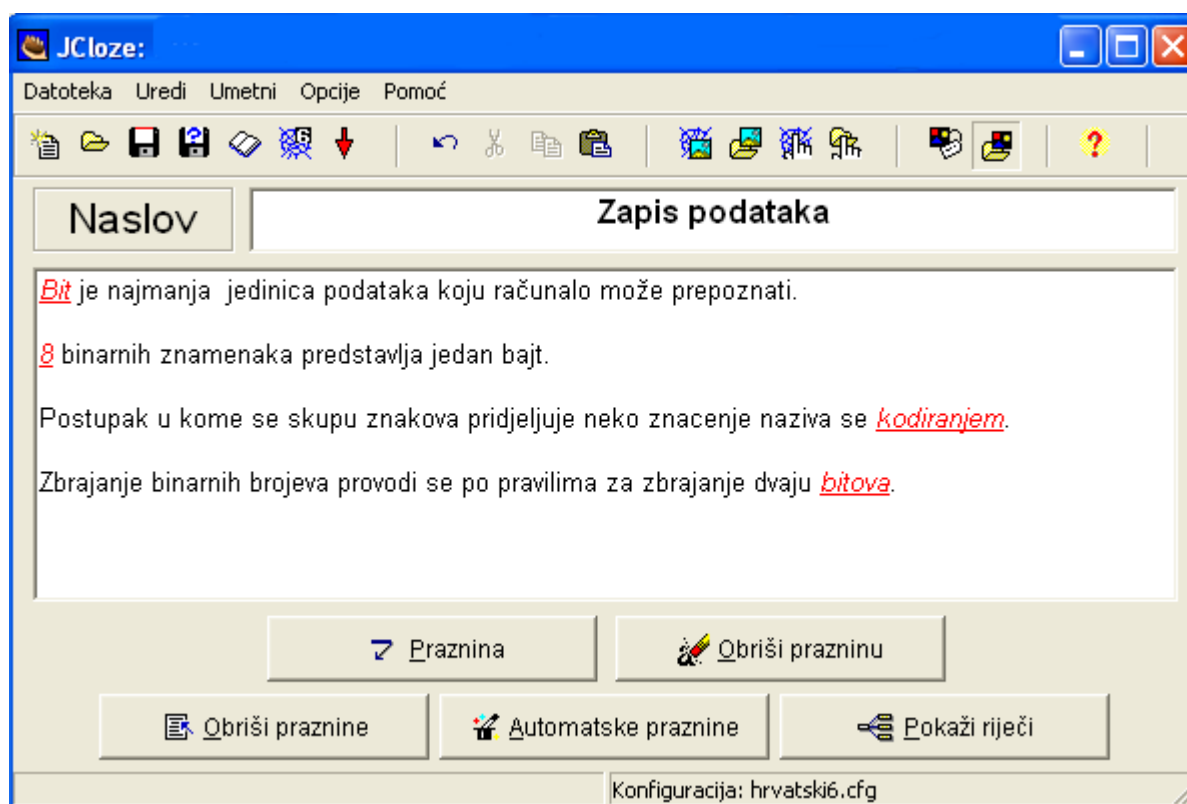 JCloze:
Datoteka Uredi Umetni Opcije Pomoć
Naslov
Zapis podataka
Bit je najmanja  jedinica podataka koju računalo može prepoznati.
8 binarnih znamenaka predstavlja jedan bajt.
Postupak u kome se skupu znakova pridjeljuje neko znacenje naziva se kodiranjem.
Zbrajanje binarnih brojeva provodi se po pravilima za zbrajanje dvaju bitova.
Praznina
Obriši prazninu
Obriši praznine
Automatske praznine
Pokaži riječi
Konfiguracija: hrvatski6.cfg